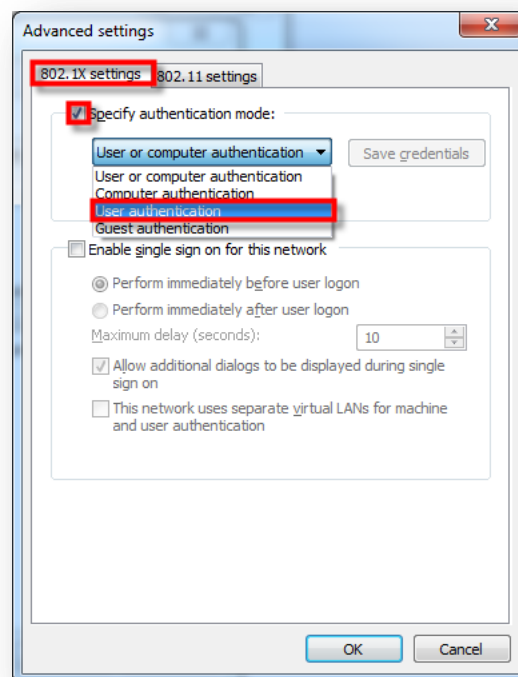 Advanced settings
802.1X settings
802.11 settings
Specify authentication mode:
User or computer authentication
Save credentials
User or computer authentication
Computer authentication
User authentication
Guest authentication
Enable single sign on for this network
Perform immediately before user logon
Perform immediately after user logon
Maximum delay (seconds):
10
Allow additional dialogs to be displayed during single
sign on
This network uses separate virtual LANs for machine
and user authentication
OK
Cancel